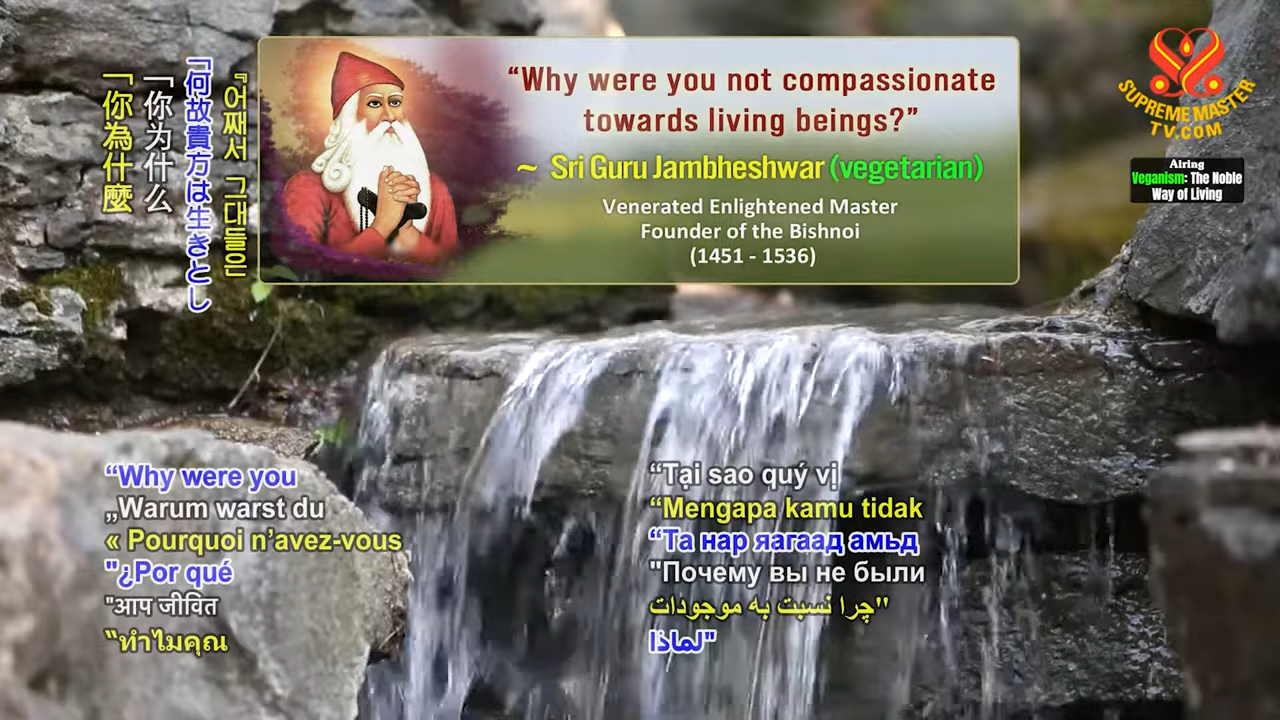 “Why were you not compassionate
towards living beings?”
~ Sri Guru Jambheshwar (vegetarian)
Venerated Enlightened Master
Founder of the Bishnoi
(1451 - 1536)
SUPREME MASTER
TV.COM
Airing
Veganism: The Noble
Way of Living
『어째서 그대들은
「何故貴方は生きとし
「你为什么
「你為什麼
“Why were you
„Warum warst du
« Pourquoi n’avez-vous
"¿Por qué
"आप जीवित
“ทำไมคุณ
“Tại sao quý vị
“Mengapa kamu tidak
“Та нар яагаад амьд
"Почему вы не были
"چرا نسبت به موجودات
"لماذا